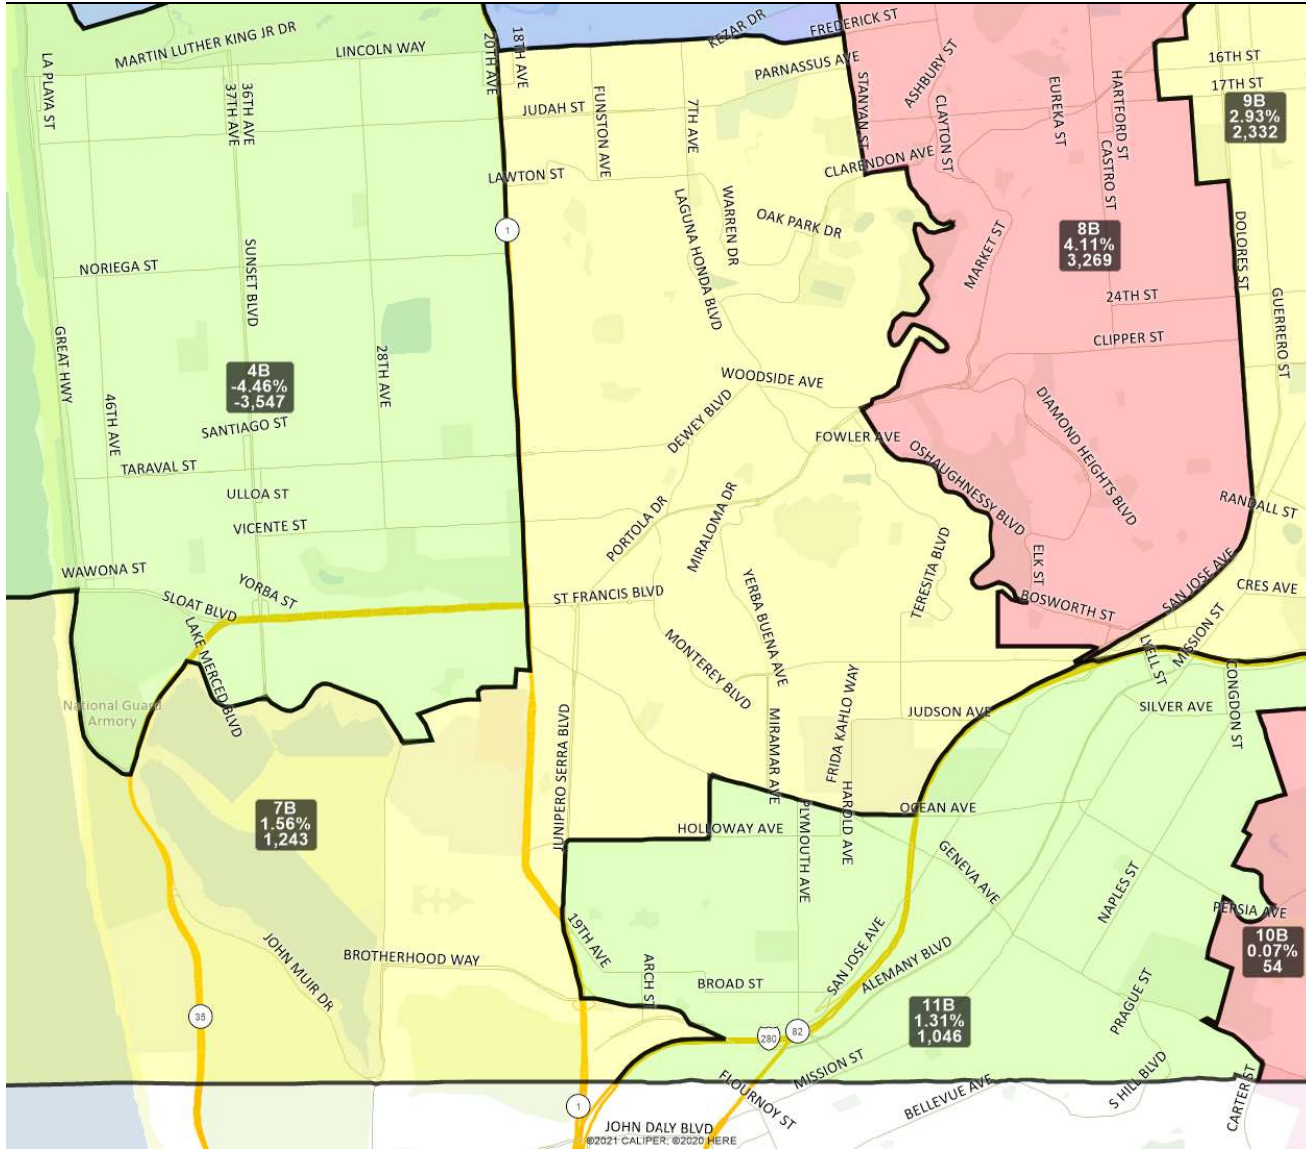 KEZAR DR
FREDERICK ST
MARTIN LUTHER KING JR DR
LINCOLN WAY
LA PLAYA ST
20TH AVE
18TH AVE
PARNASSUS AVE
ASHBURY ST
16TH ST
17TH ST
37TH AVE
36TH AVE
JUDAH ST
FUNSTON AVE
7TH AVE
STANYAN ST
CLAYTON ST
EUREKA ST
HARTFORD ST
CASTRO ST
9B
2.93%
2,332
LAWTON ST
CLARENDON AVE
LAGUNA HONDA BLVD
WARREN DR
OAK PARK DR
MARKET ST
8B
4.11%
3,269
DOLORES ST
1
NORIEGA ST
SUNSET BLVD
24TH ST
GUERRERO ST
CLIPPER ST
GREAT HWY
28TH AVE
4B
-4.46%
-3,547
WOODSIDE AVE
46TH AVE
SANTIAGO ST
DEWEY BLVD
FOWLER AVE
DIAMOND HEIGHTS BLVD
OSHAUGHNESSY BLVD
TARAVAL ST
ULLOA ST
VICENTE ST
PORTOLA DR
MIRALOMA DR
RANDALL ST
TERESITA BLVD
ELK ST
SAN JOSE AVE
WAWONA ST
YORBA ST
SLOAT BLVD
ST FRANCIS BLVD
YERBA BUENA AVE
BOSWORTH ST
CRES AVE
LAKE MERCED BLVD
MONTEREY BLVD
LYELL ST
MISSION ST
CONGDON ST
National Guard
Armory
JUNIPERO SERRA BLVD
MIRAMAR AVE
FRIDA KAHLO WAY
JUDSON AVE
SILVER AVE
7B
1.56%
1,243
HOLLOWAY AVE
PLYMOUTH AVE
HAROLD AVE
OCEAN AVE
GENEVA AVE
NAPLES ST
PERSIA AVE
10B
0.07%
54
JOHN MUIR DR
BROTHERHOOD WAY
19TH AVE
ARCH ST
BROAD ST
SAN JOSE AVE
ALEMANY BLVD
11B
1.31%
1,046
PRAGUE ST
35
280
82
MISSION ST
FLOURNOY ST
BELLEVUE AVE
S HILL BLVD
CARTER ST
1
JOHN DALY BLVD
©2021 CALIPER; ©2020 HERE